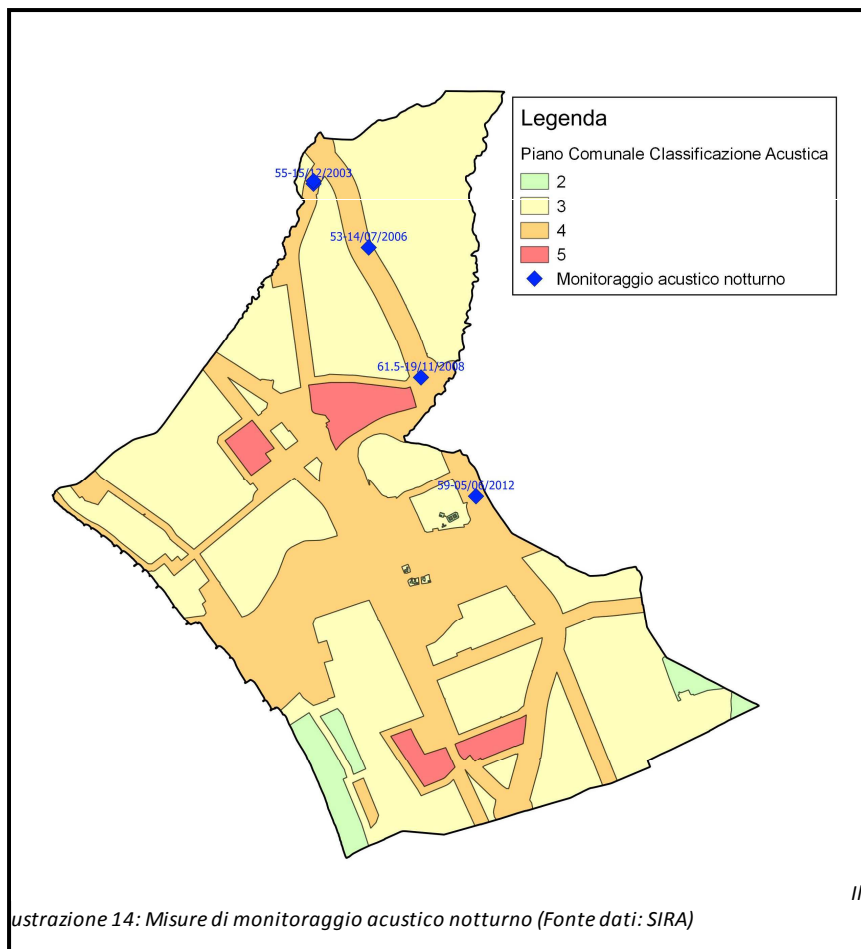 Legenda
Piano Comunale Classificazione Acustica
2
3
4
5
Monitoraggio acustico notturno
55-15/12/2003
53-14/07/2006
61.5-19/11/2008
59-05/06/2012
Il
ustrazione 14: Misure di monitoraggio acustico notturno (Fonte dati: SIRA)